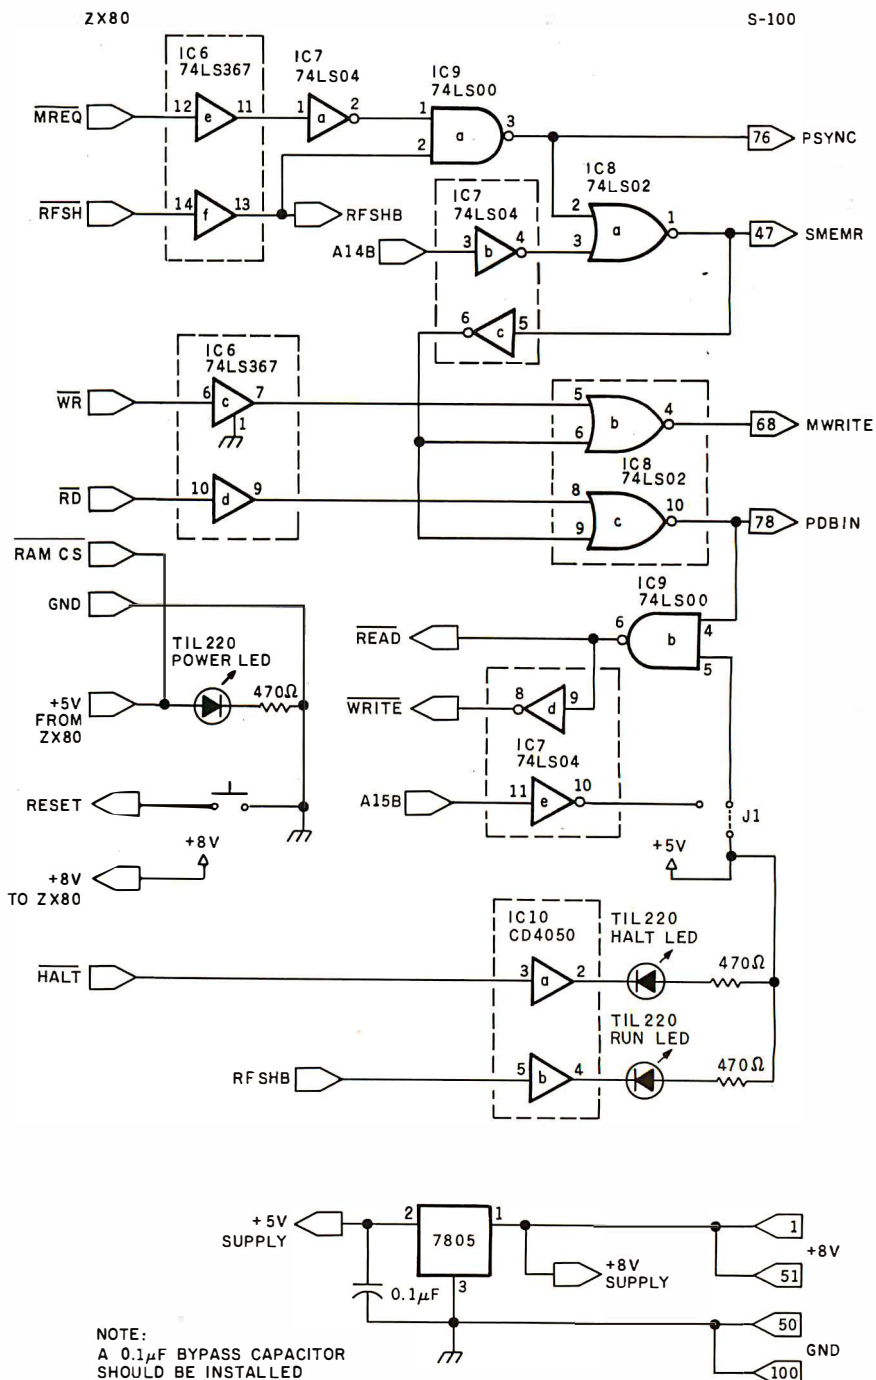 ZX80
S-100
IC6
74LS367
IC7
74LS04
IC9
74LS00
MREQ
12
e
11
1
a
2
1
2
a
3
76
PSYNC
RFSH
14
f
13
RFSHB
IC7
74LS04
IC8
74LS02
A14B
3
b
4
2
3
a
1
47
SMEMR
6
c
5
IC6
74LS367
WR
6
c
7
1
5
6
b
4
68
MWRITE
IC8
74LS02
RD
10
d
9
8
9
c
10
78
PDBIN
RAM CS
GND
IC9
74LS00
TIL220
POWER LED
470Ω
READ
6
b
4
5
+5V
FROM
ZX80
WRITE
8
d
9
IC7
74LS04
RESET
A15B
11
e
10
J1
+8V
+5V
+8V
TO ZX80
IC10
CD4050
TIL220
HALT LED
HALT
3
a
2
470Ω
TIL220
RUN LED
RFSHB
5
b
4
470Ω
+5V
SUPPLY
2
7805
1
3
0.1µF
+8V
SUPPLY
1
+8V
51
50
GND
100
NOTE:
A 0.1µF BYPASS CAPACITOR
SHOULD BE INSTALLED